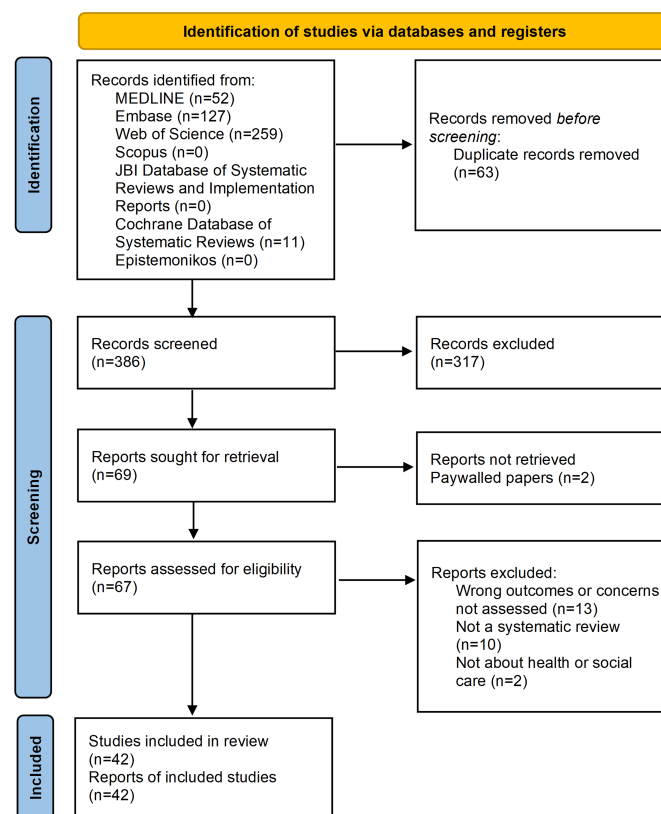 Identification of studies via databases and registers
Identification
Records identified from:
MEDLINE (n=52)
Embase (n=127)
Web of Science (n=259)
Scopus (n=0)
JBI Database of Systematic
Reviews and Implementation
Reports (n=0)
Cochrane Database of
Systematic Reviews (n=11)
Epistemonikos (n=0)
Records removed before
screening:
Duplicate records removed
(n=63)
Screening
Records screened
(n=386)
Records excluded
(n=317)
Reports sought for retrieval
(n=69)
Reports not retrieved
Paywalled papers (n=2)
Reports assessed for eligibility
(n=67)
Reports excluded:
Wrong outcomes or concerns
not assessed (n=13)
Not a systematic review
(n=10)
Not about health or social
care (n=2)
Included
Studies included in review
(n=42)
Reports of included studies
(n=42)